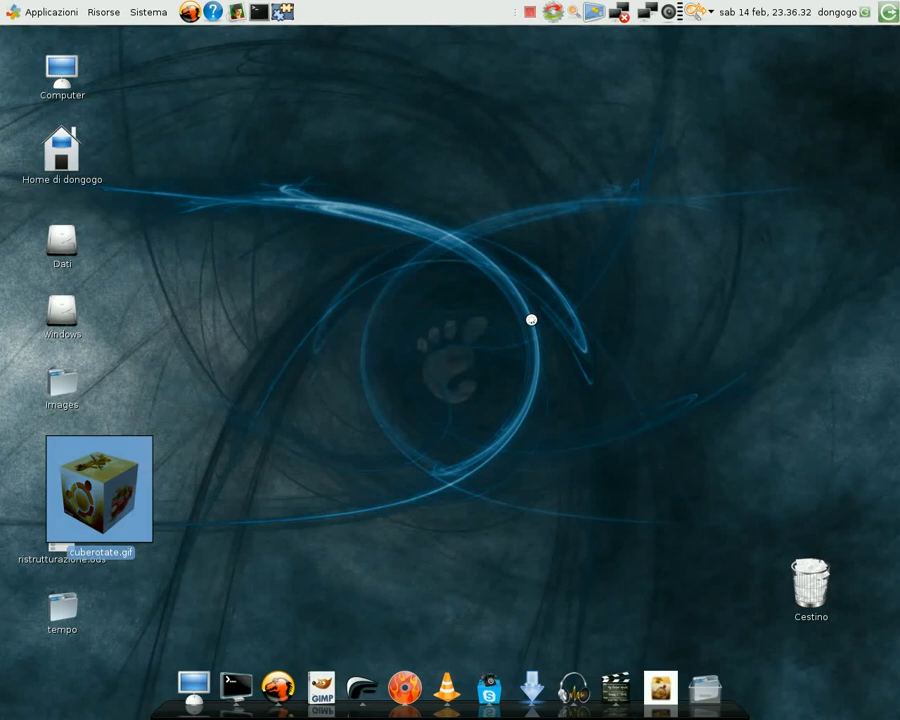 Applicazioni Risorse Sistema sab 14 feb, 23.36.32 dongogo
Computer
Home di dongogo
Dati
Windows
Images
cuberotate.gif
ristrutturazione.ods
tempo
Cestino
GIMP